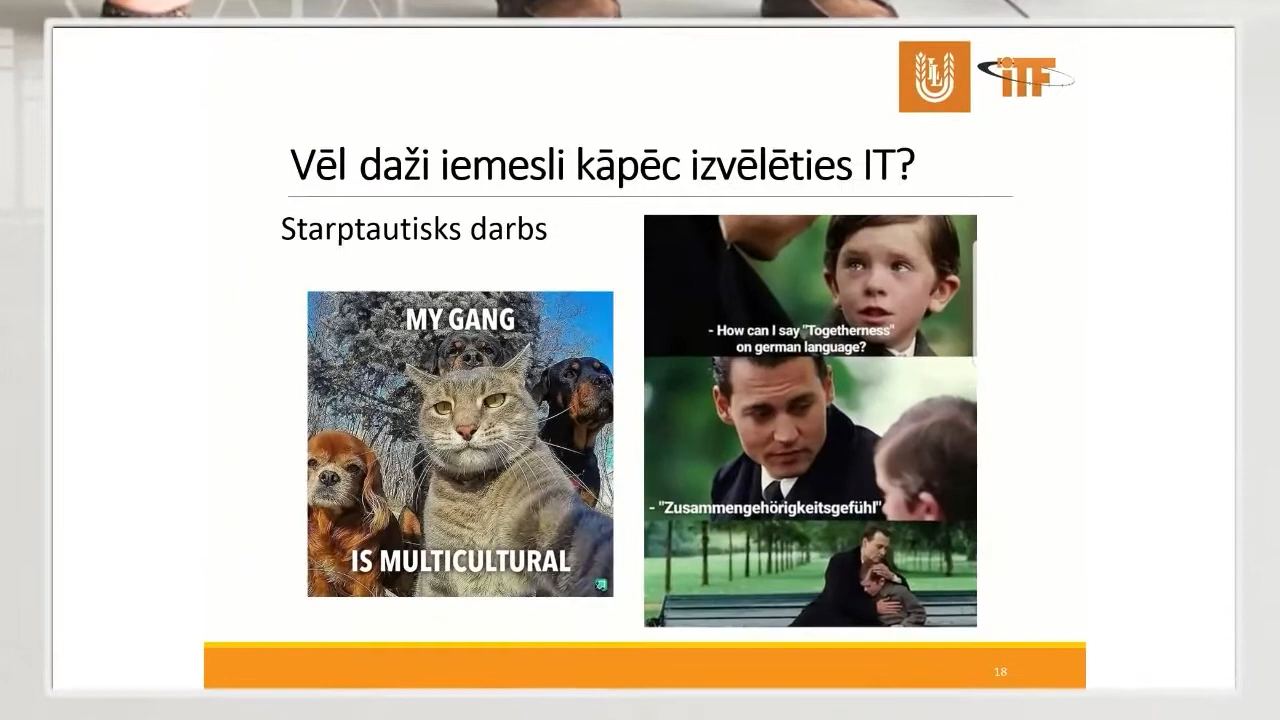 iTF
Vēl daži iemesli kāpēc izvēlēties IT?
Starptautisks darbs
MY GANG
IS MULTICULTURAL
- How can I say "Togetherness"
on german language?
- "Zusammengehörigkeitsgefühl"
18